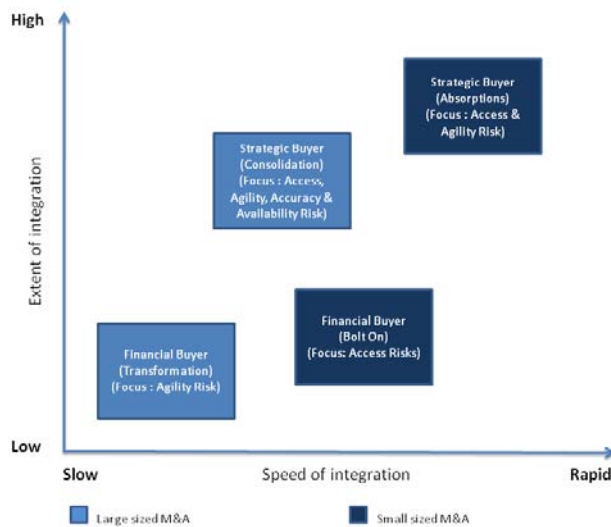 High
Strategic Buyer
(Absorptions)
(Focus : Access &
Agility Risk)
Strategic Buyer
(Consolidation)
(Focus : Access,
Agility, Accuracy &
Availability Risk)
Extent of integration
Financial Buyer
(Bolt On)
(Focus: Access Risks)
Financial Buyer
(Transformation)
(Focus : Agility Risk)
Low
Slow
Speed of integration
Rapid
Large sized M&A
Small sized M&A